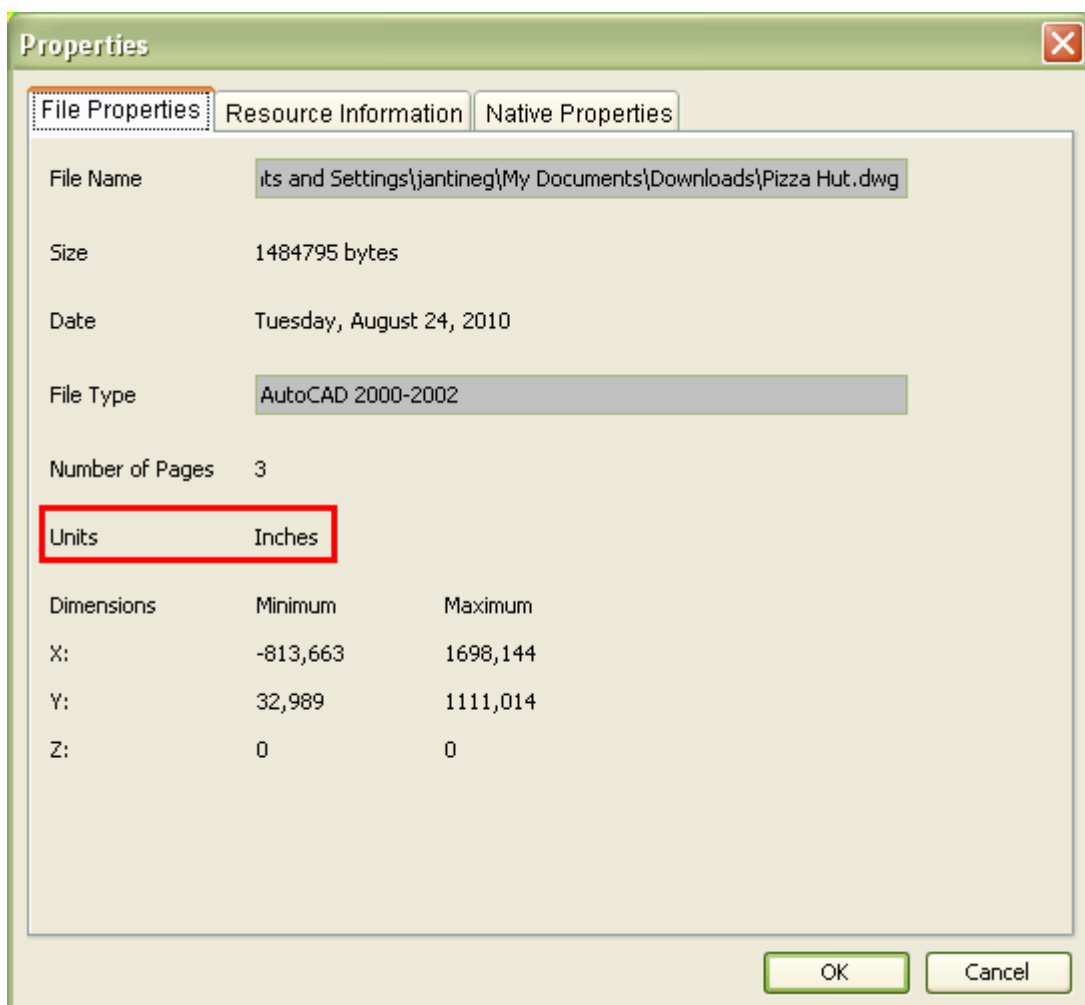 Properties
File Properties Resource Information Native Properties
File Name ts and Settings\jantineg\My Documents\Downloads\Pizza Hut.dwg
Size 1484795 bytes
Date Tuesday, August 24, 2010
File Type AutoCAD 2000-2002
Number of Pages 3
Units Inches
Dimensions Minimum Maximum
X: -813,663 1698,144
Y: 32,989 1111,014
Z: 0 0
OK Cancel